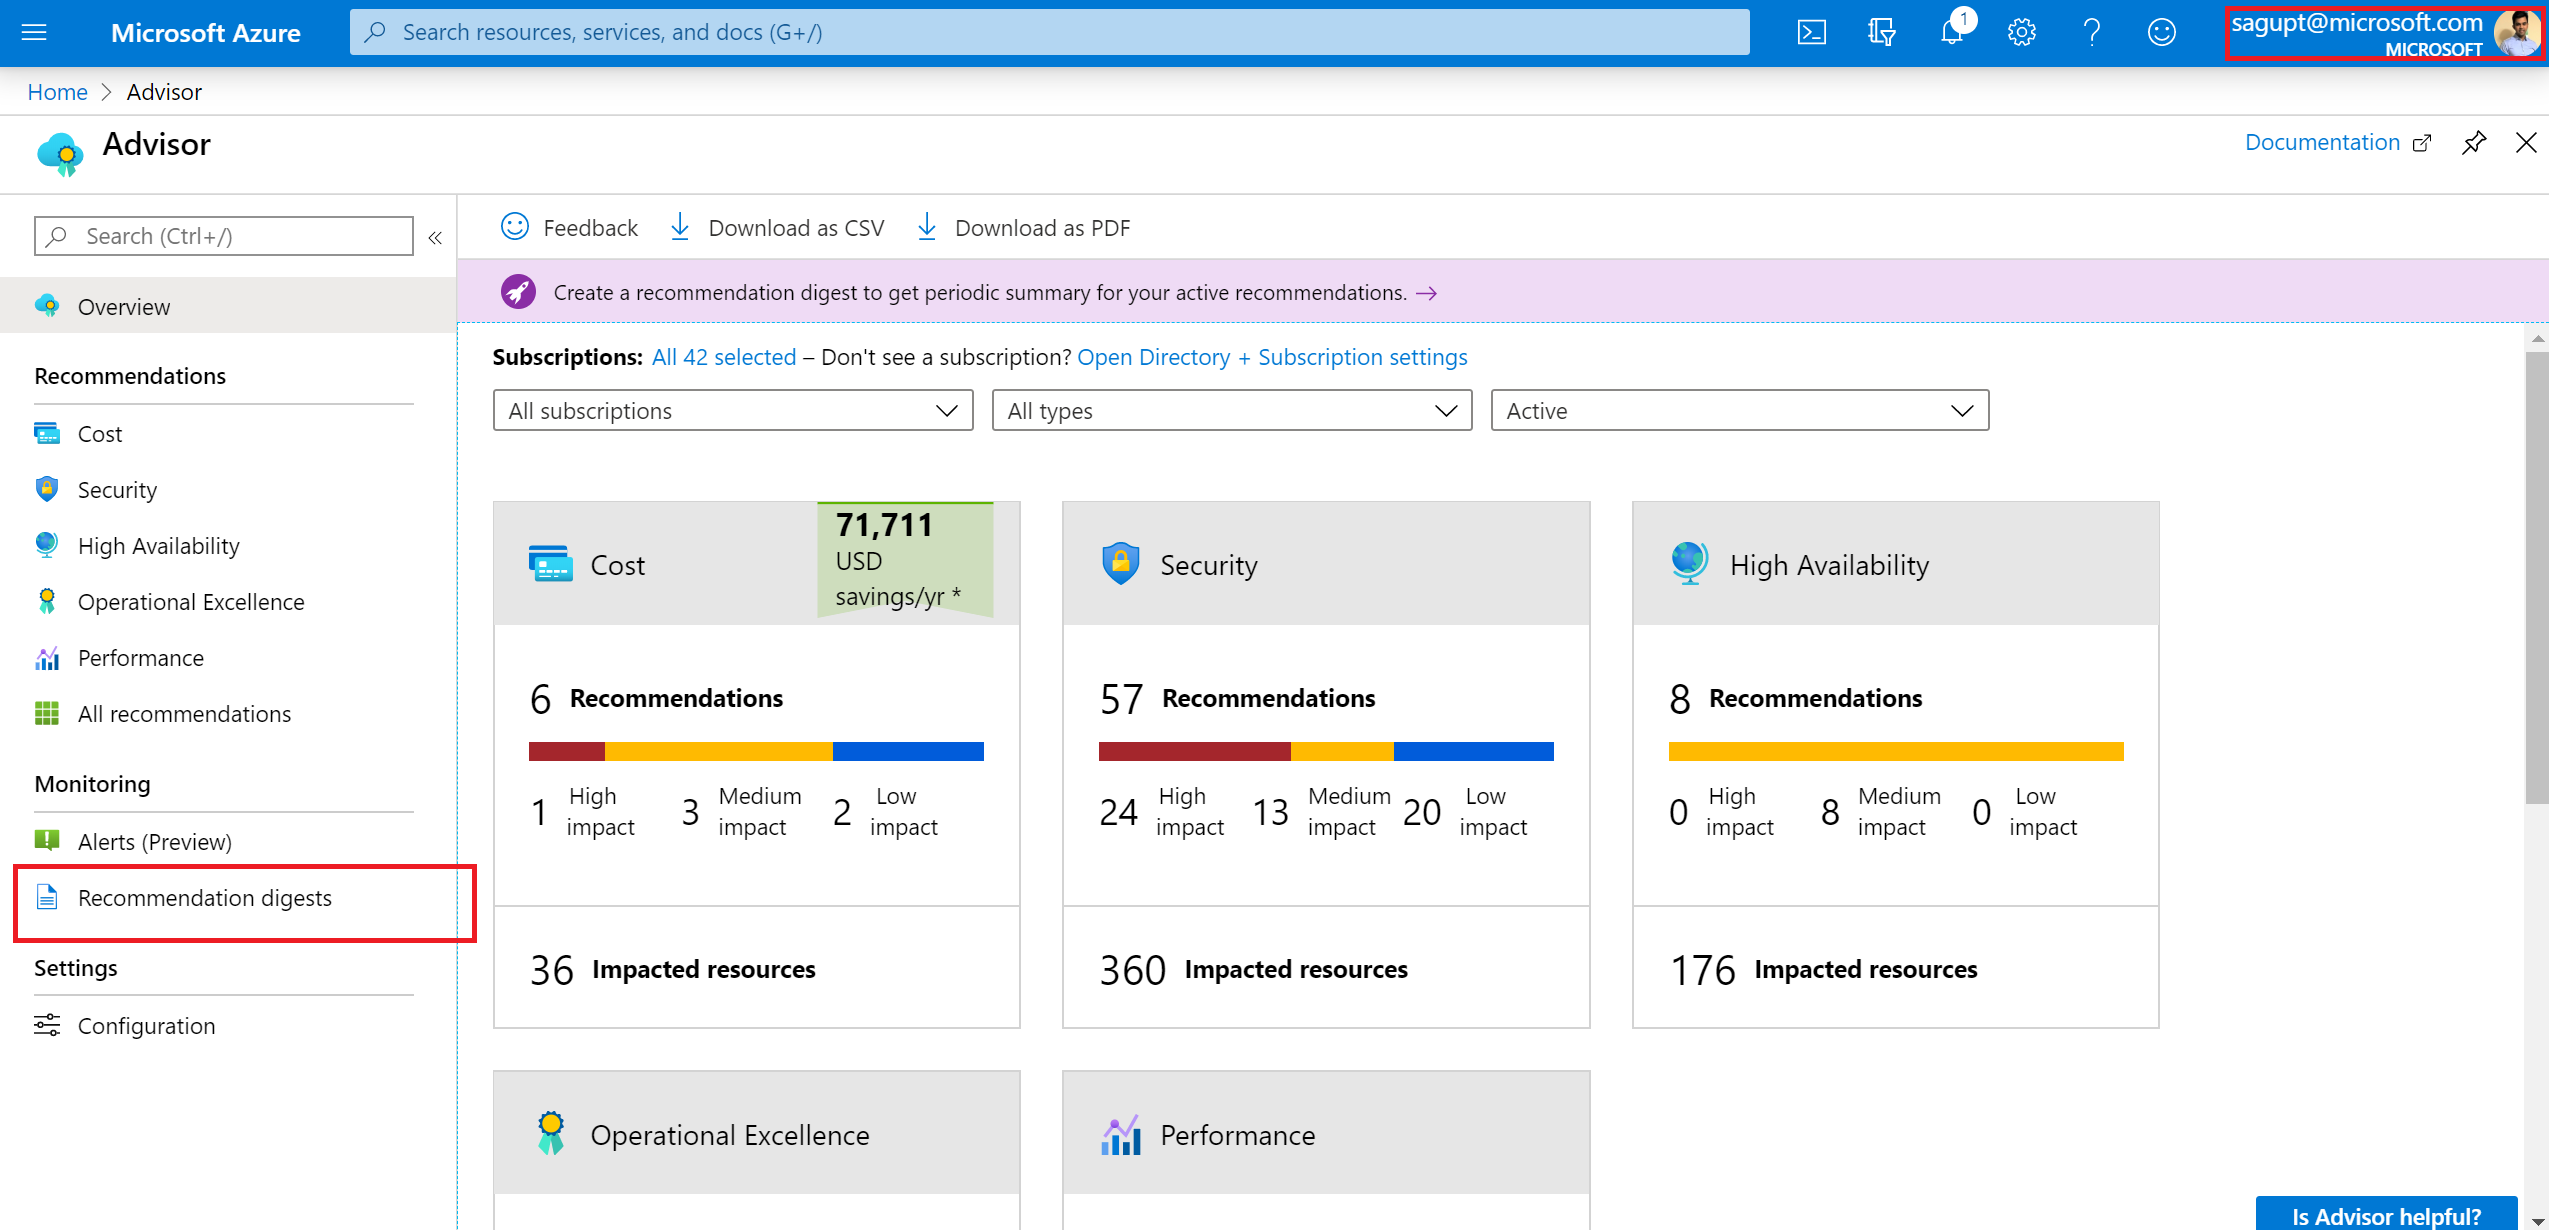 Microsoft Azure
Search resources, services, and docs (G+/)
1
sagupt@microsoft.com
MICROSOFT
Home > Advisor
Advisor
Documentation
Search (Ctrl+/)
«
Overview
Recommendations
Cost
Security
High Availability
Operational Excellence
Performance
All recommendations
Monitoring
Alerts (Preview)
Recommendation digests
Settings
Configuration
Feedback
Download as CSV
Download as PDF
Create a recommendation digest to get periodic summary for your active recommendations. →
Subscriptions: All 42 selected – Don't see a subscription? Open Directory + Subscription settings
All subscriptions
All types
Active
Cost
71,711
USD
savings/yr *
6 Recommendations
1 High impact
3 Medium impact
2 Low impact
36 Impacted resources
Security
57 Recommendations
24 High impact
13 Medium impact
20 Low impact
360 Impacted resources
High Availability
8 Recommendations
0 High impact
8 Medium impact
0 Low impact
176 Impacted resources
Operational Excellence
Performance
Is Advisor helpful?